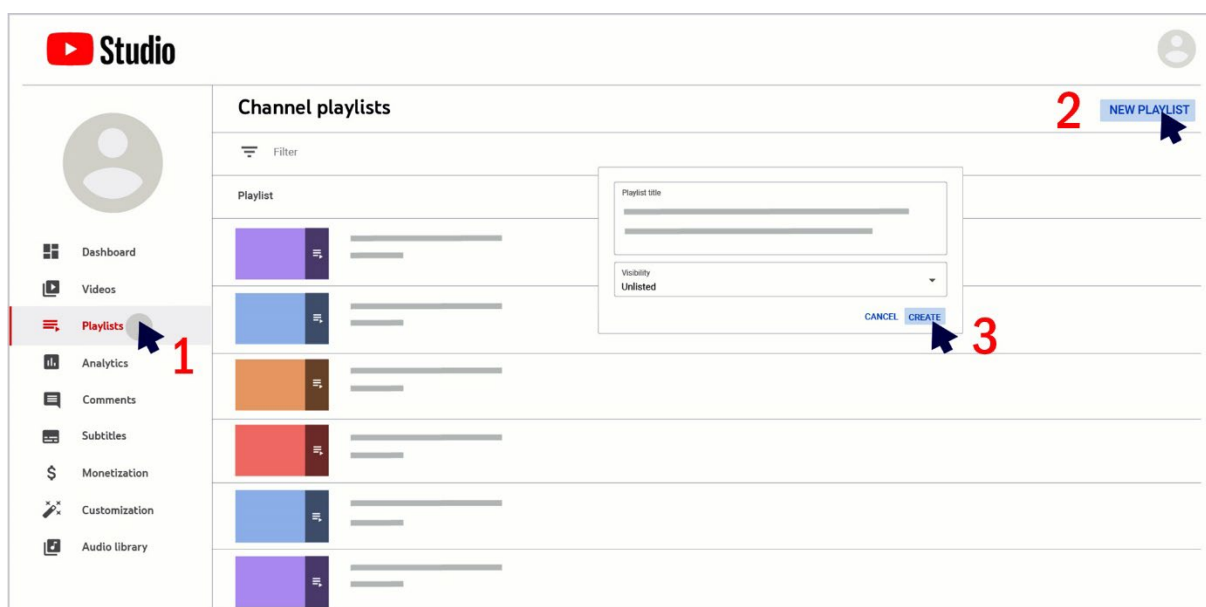 Studio
Channel playlists
2
NEW PLAYLIST
Filter
Playlist
Playlist title
Visibility
Unlisted
CANCEL CREATE
3
Dashboard
Videos
Playlists
1
Analytics
Comments
Subtitles
Monetization
Customization
Audio library